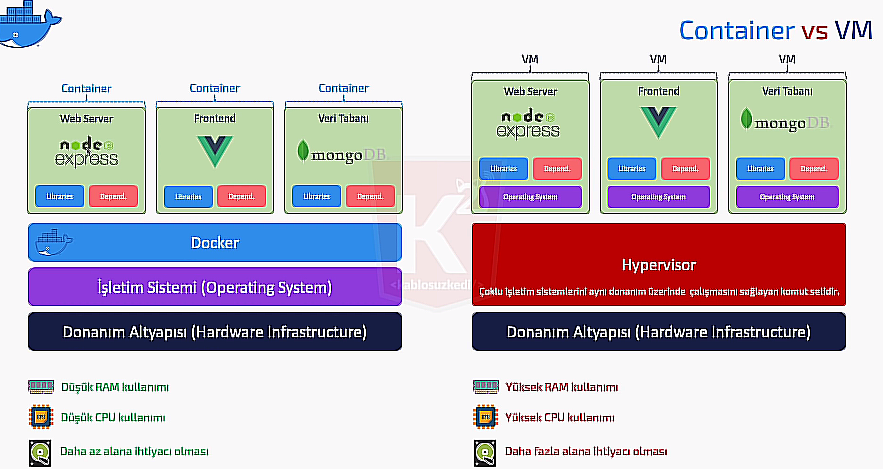 Container vs VM
Container
Container
Container
Web Server
node
express
Libraries
Depend.
Frontend
Libraries
Depend.
Veri Tabanı
mongoDB.
Libraries
Depend.
Docker
İşletim Sistemi (Operating System)
Donanım Altyapısı (Hardware Infrastructure)
Düşük RAM kullanımı
Düşük CPU kullanımı
Daha az alana ihtiyacı olması
VM
VM
VM
Web Server
node
express
Libraries
Depend.
Operating System
Frontend
Libraries
Depend.
Operating System
Veri Tabanı
mongoDB
Libraries
Depend.
Operating System
Hypervisor
Çoklu işletim sistemlerini aynı donanım üzerinde çalışmasını sağlayan komut setidir.
Donanım Altyapısı (Hardware Infrastructure)
Yüksek RAM kullanımı
Yüksek CPU kullanımı
Daha fazla alana ihtiyacı olması
K